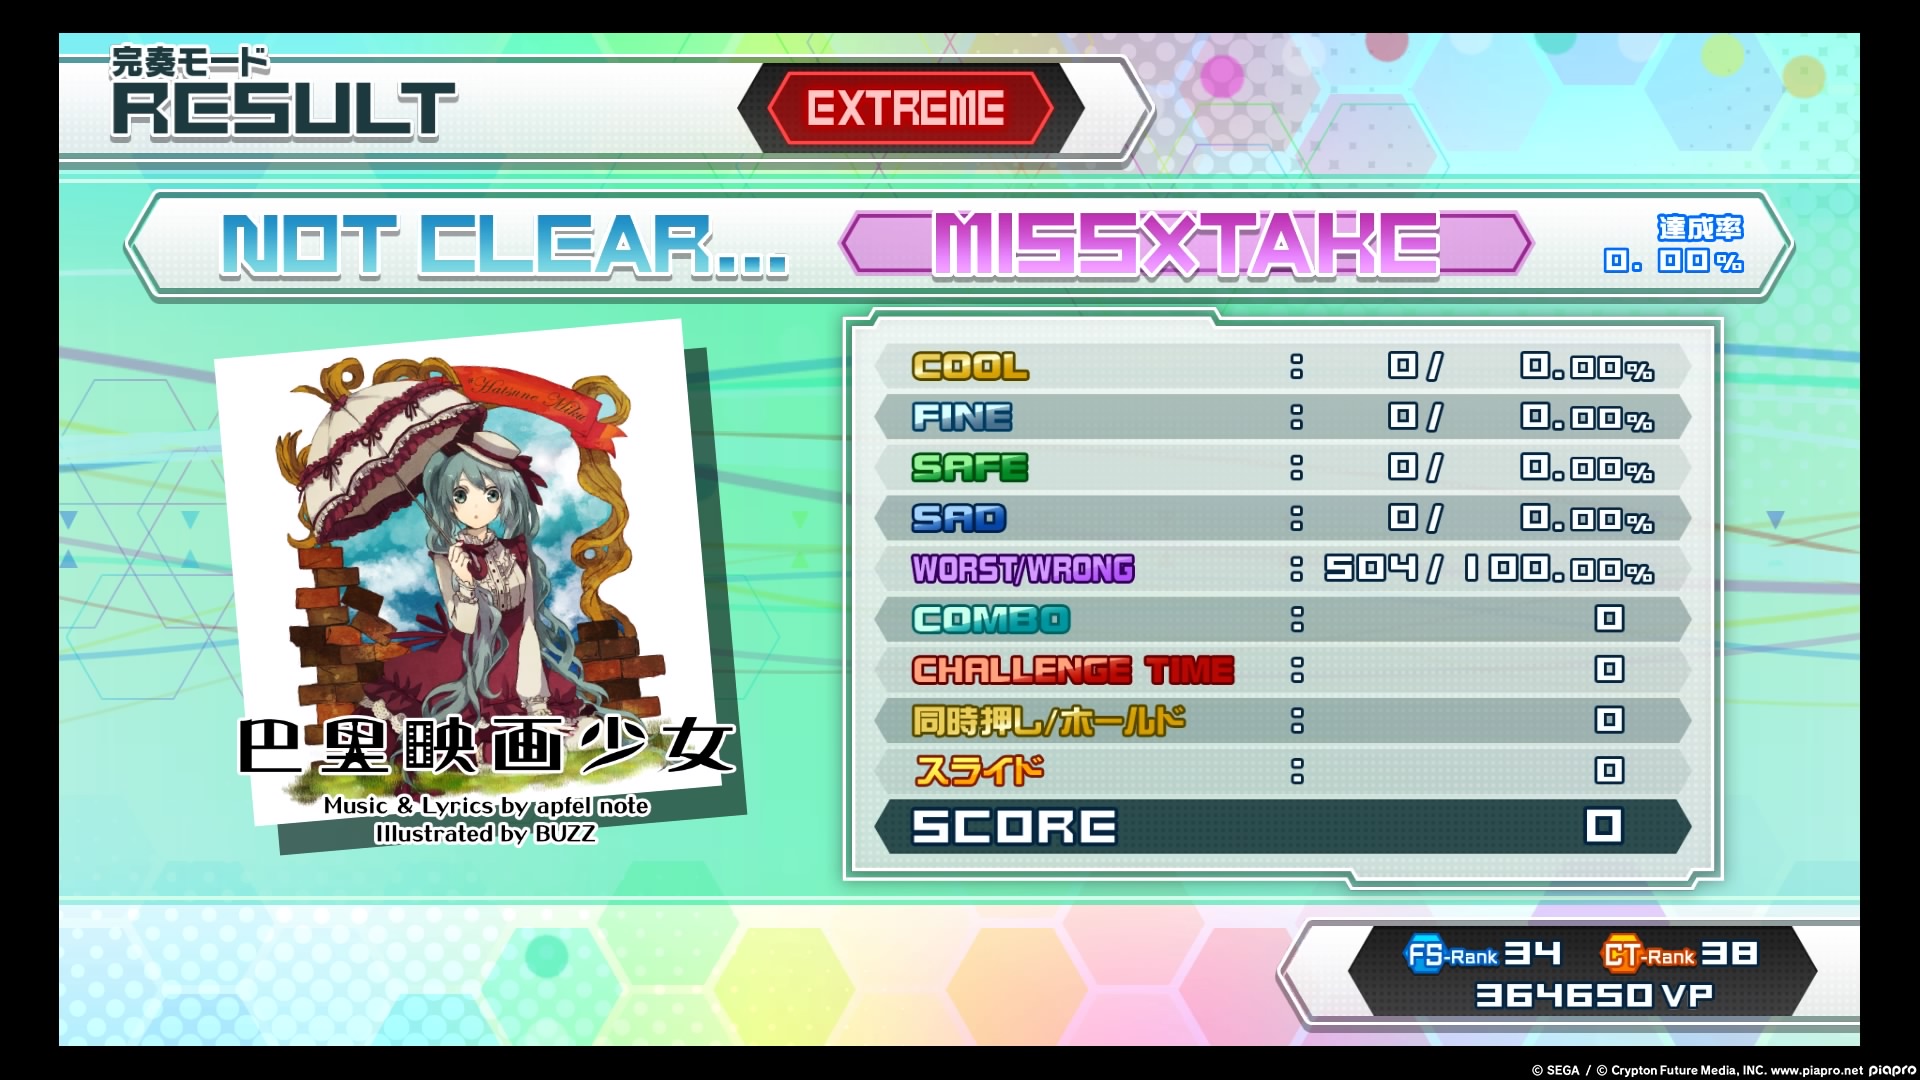 完奏モード
RESULT
EXTREME
NOT CLEAR...
MISS×TAKE
達成率
0.00%
Hatsune Miku
巴里映画少女
Music & Lyrics by apfel note
Illustrated by BUZZ
COOL : 0 / 0.00%
FINE : 0 / 0.00%
SAFE : 0 / 0.00%
SAD : 0 / 0.00%
WORST/WRONG : 504 / 100.00%
COMBO : 0
CHALLENGE TIME : 0
同時押し/ホールド : 0
スライド : 0
SCORE 0
FS-Rank 34 CT-Rank 38
364650 VP
© SEGA / © Crypton Future Media, INC. www.piapro.net piapro